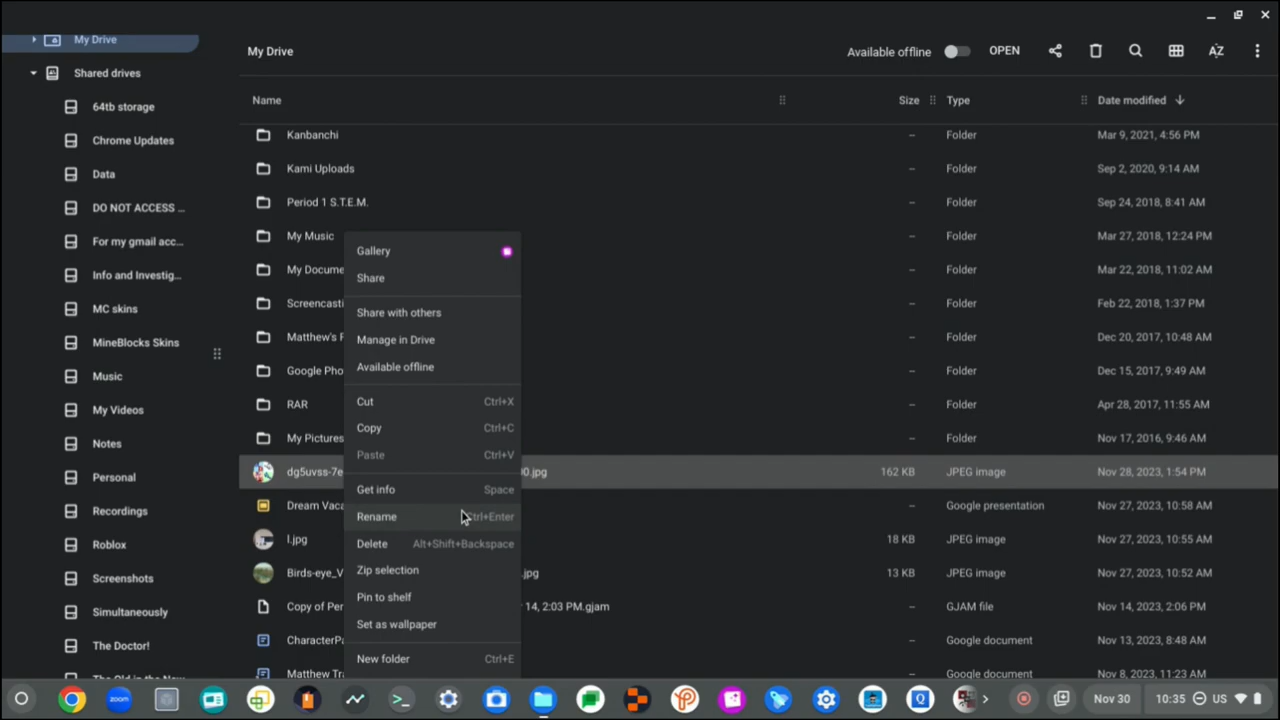 My Drive
Shared drives
64tb storage
Chrome Updates
Data
DO NOT ACCESS ...
For my gmail acc...
Info and Investig...
MC skins
MineBlocks Skins
Music
My Videos
Notes
Personal
Recordings
Roblox
Screenshots
Simultaneously
The Doctor!
My Drive
Available offline
OPEN
AZ
Name Size Type Date modified
Kanbanchi -- Folder Mar 9, 2021, 4:56 PM
Kami Uploads -- Folder Sep 2, 2020, 9:14 AM
Period 1 S.T.E.M. -- Folder Sep 24, 2018, 8:41 AM
My Music -- Folder Mar 27, 2018, 12:24 PM
My Docume -- Folder Mar 22, 2018, 11:02 AM
Screencasti -- Folder Feb 22, 2018, 1:37 PM
Matthew's F -- Folder Dec 20, 2017, 10:48 AM
Google Pho -- Folder Dec 15, 2017, 9:49 AM
RAR -- Folder Apr 28, 2017, 11:55 AM
My Pictures -- Folder Nov 17, 2016, 9:46 AM
dg5uvss-7e 00.jpg 162 KB JPEG image Nov 28, 2023, 1:54 PM
Dream Vaca Google presentation Nov 27, 2023, 10:58 AM
l.jpg 18 KB JPEG image Nov 27, 2023, 10:55 AM
Birds-eye_V .jpg 13 KB JPEG image Nov 27, 2023, 10:52 AM
Copy of Per 14, 2:03 PM.gjam GJAM file Nov 14, 2023, 2:06 PM
CharacterPa Google document Nov 13, 2023, 8:48 AM
Matthew Tr Google document Nov 8, 2023, 11:22 AM
Gallery
Share
Share with others
Manage in Drive
Available offline
Cut Ctrl+X
Copy Ctrl+C
Paste Ctrl+V
Get info Space
Rename Ctrl+Enter
Delete Alt+Shift+Backspace
Zip selection
Pin to shelf
Set as wallpaper
New folder Ctrl+E
zoom
Q
Nov 30
10:35
US